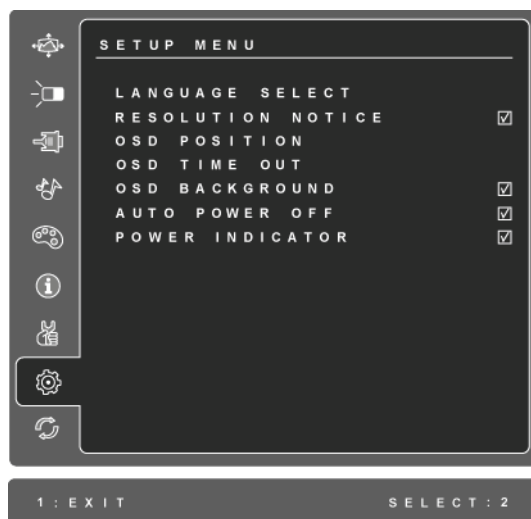 SETUP MENU
LANGUAGE SELECT
RESOLUTION NOTICE
OSD POSITION
OSD TIME OUT
OSD BACKGROUND
AUTO POWER OFF
POWER INDICATOR
1:EXIT SELECT:2